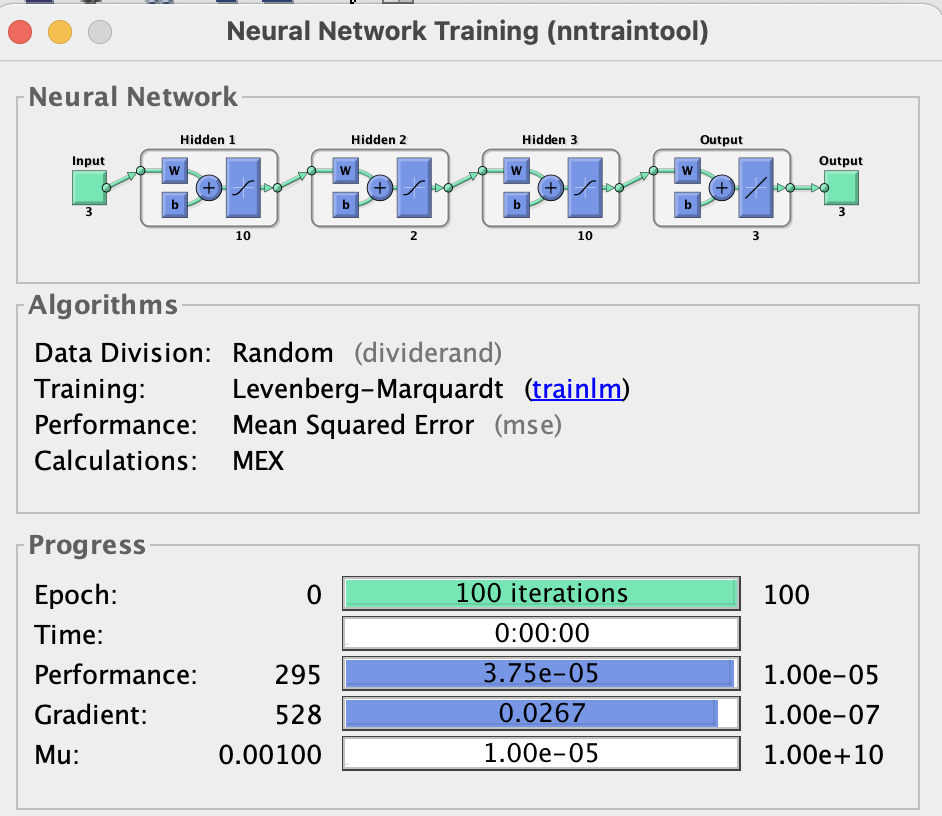 Neural Network Training (nntraintool)
Neural Network
Hidden 1 Hidden 2 Hidden 3 Output
Input Output
W W W W
+ + + +
b b b b
3 3
10 2 10 3
Algorithms
Data Division: Random (dividerand)
Training: Levenberg-Marquardt (trainlm)
Performance: Mean Squared Error (mse)
Calculations: MEX
Progress
Epoch: 0 100 iterations 100
Time: 0:00:00
Performance: 295 3.75e-05 1.00e-05
Gradient: 528 0.0267 1.00e-07
Mu: 0.00100 1.00e-05 1.00e+10